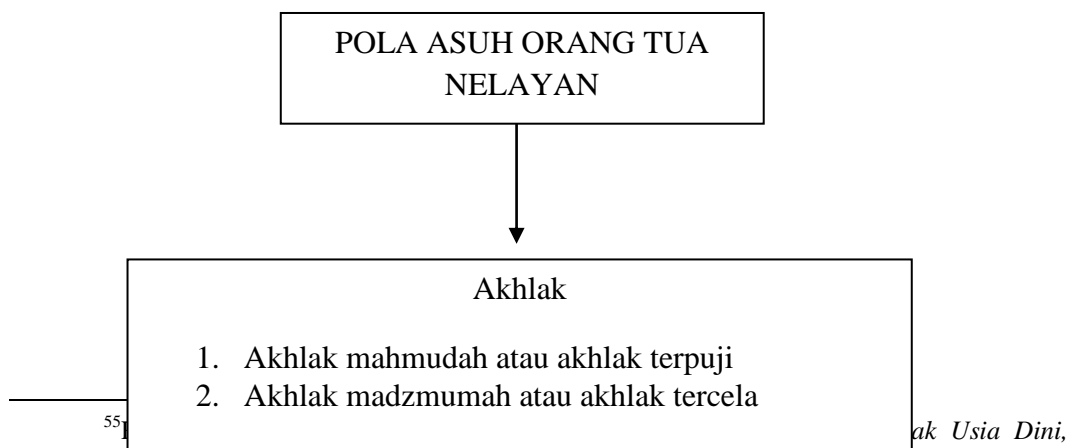 POLA ASUH ORANG TUA
NELAYAN
Akhlak
1. Akhlak mahmudah atau akhlak terpuji
2. Akhlak madzmumah atau akhlak tercela
55 Usia Dini,